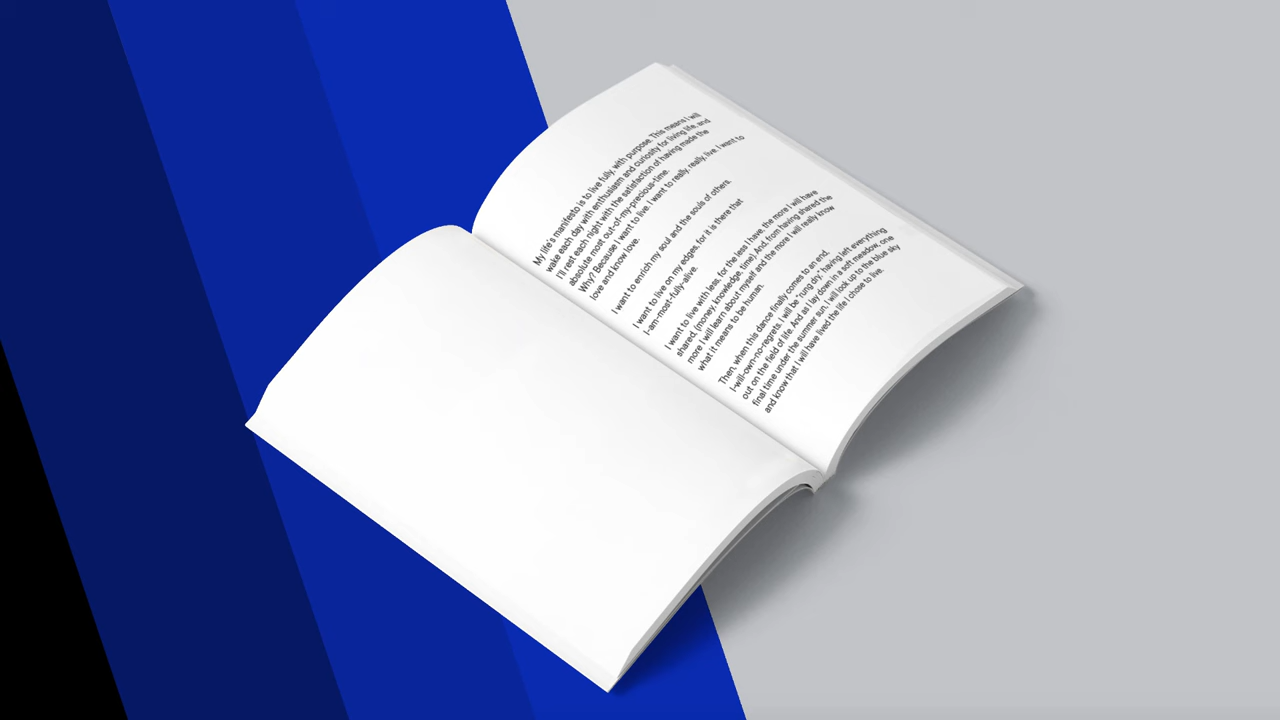 My life's manifesto is to live fully, with purpose. This means I will
wake each day with enthusiasm and curiosity for living life, and
I'll rest each night with the satisfaction of having made the
absolute most out-of-my-precious-time.
Why? Because I want to live. I want to really, really, live. I want to
love and know love.
I want to enrich my soul and the souls of others.
I want to live on my edges, for it is there that
I-am-most-fully-alive.
I want to live with less, for the less I have, the more I will have
shared, (money, knowledge, time) And, from having shared the
more I will learn about myself and the more I will really know
what it means to be human.
Then, when this dance finally comes to an end,
I-will-own-no-regrets. I will be "rung dry," having left everything
out on the field of life. And as I lay down in a soft meadow, one
final time under the summer sun, I will look up to the blue sky
and know that I will have lived the life I chose to live.